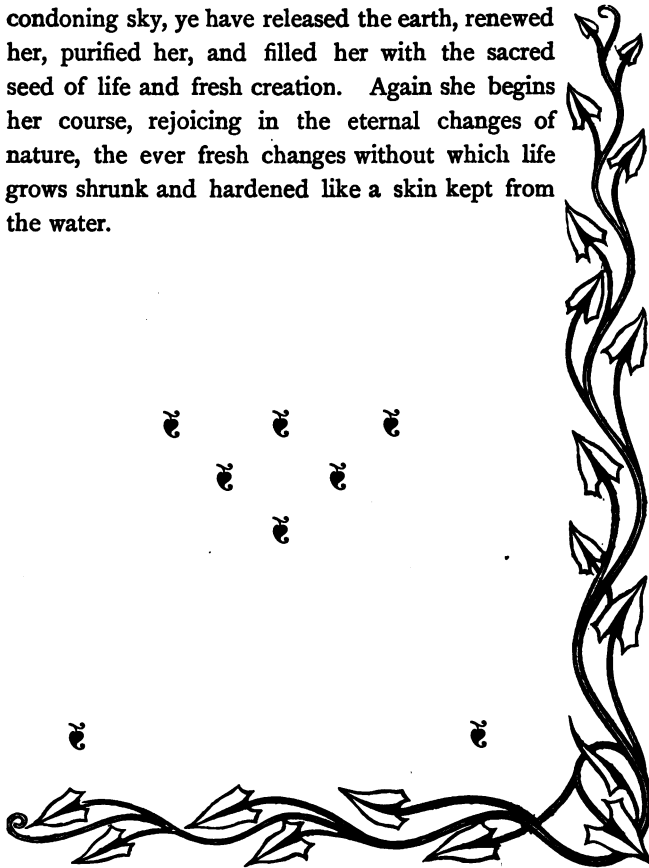 condoning sky, ye have released the earth, renewed
her, purified her, and filled her with the sacred
seed of life and fresh creation. Again she begins
her course, rejoicing in the eternal changes of
nature, the ever fresh changes without which life
grows shrunk and hardened like a skin kept from
the water.